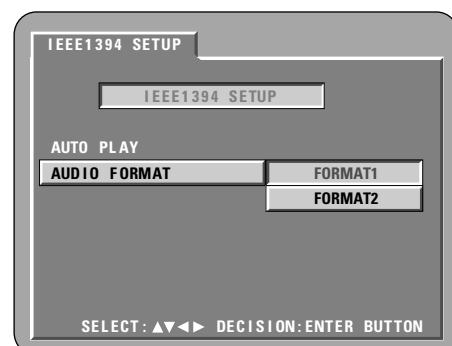 IEEE1394 SETUP
IEEE1394 SETUP
AUTO PLAY
AUDIO FORMAT FORMAT1
FORMAT2
SELECT:▲▼◀▶ DECISION:ENTER BUTTON